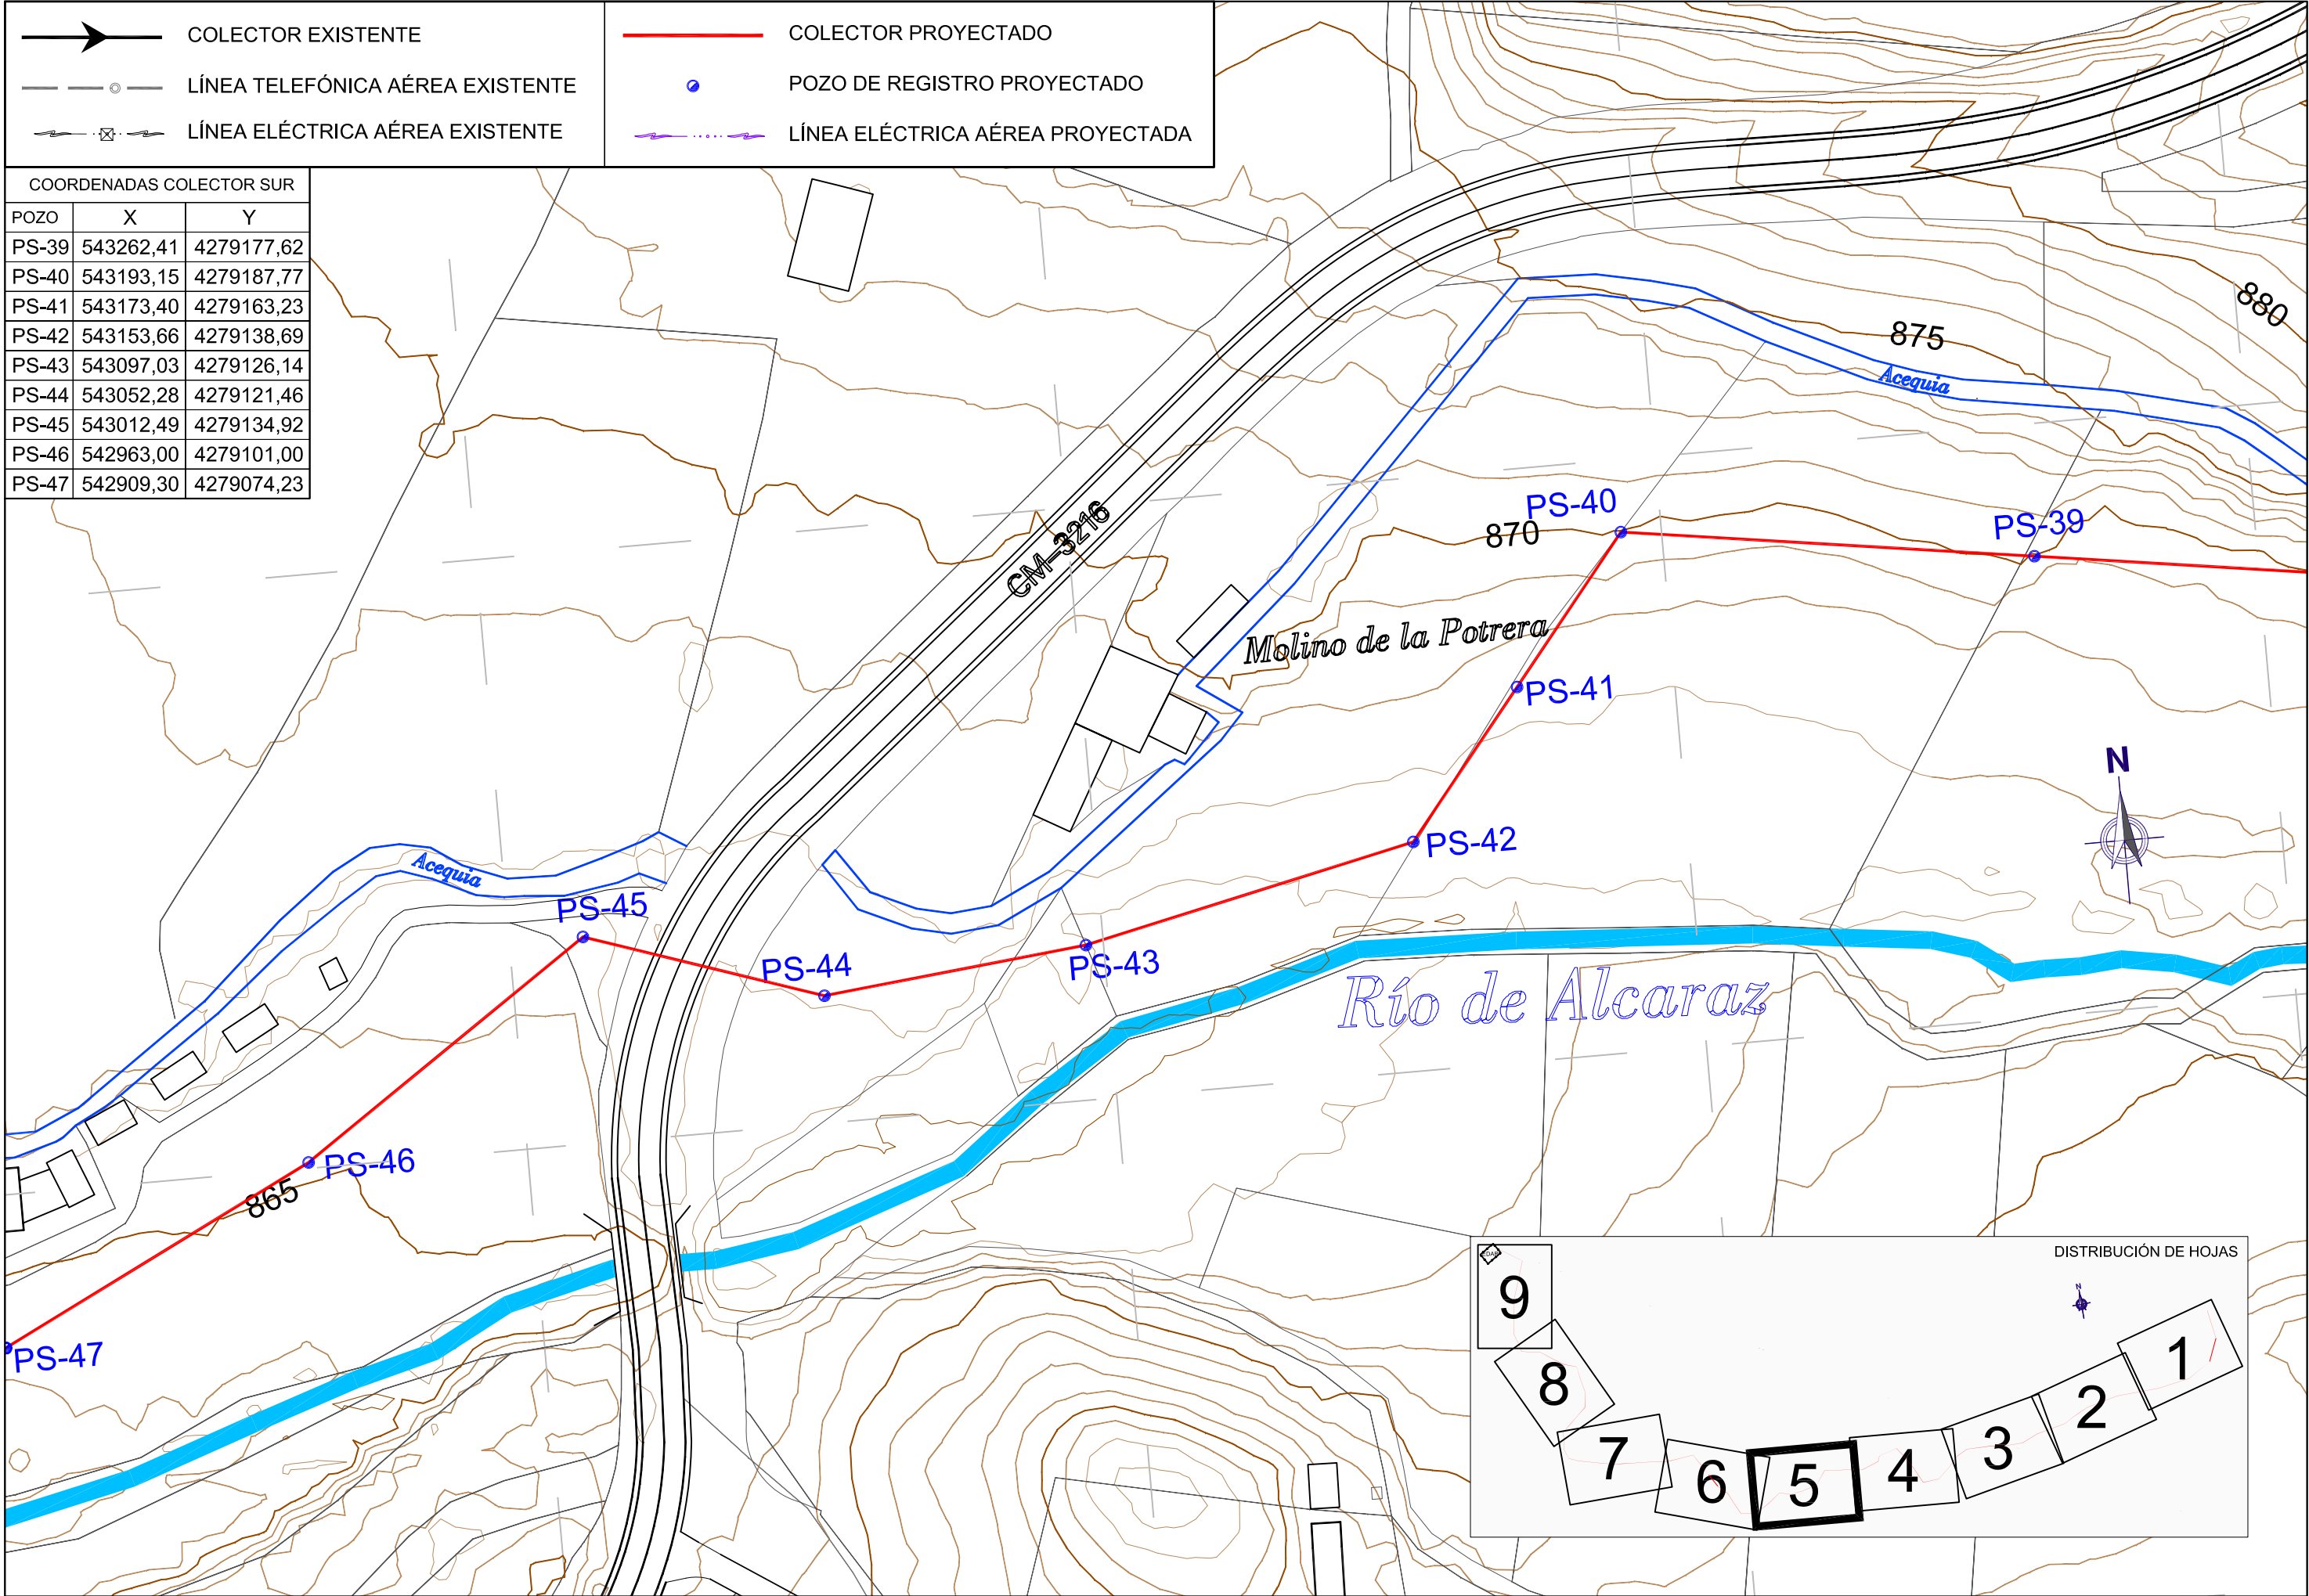 COLECTOR EXISTENTE
LÍNEA TELEFÓNICA AÉREA EXISTENTE
LÍNEA ELÉCTRICA AÉREA EXISTENTE
COLECTOR PROYECTADO
POZO DE REGISTRO PROYECTADO
LÍNEA ELÉCTRICA AÉREA PROYECTADA
COORDENADAS COLECTOR SUR
POZO X Y
PS-39 543262,41 4279177,62
PS-40 543193,15 4279187,77
PS-41 543173,40 4279163,23
PS-42 543153,66 4279138,69
PS-43 543097,03 4279126,14
PS-44 543052,28 4279121,46
PS-45 543012,49 4279134,92
PS-46 542963,00 4279101,00
PS-47 542909,30 4279074,23
880
875
Acequia
CM-3216
PS-40
870
PS-39
Molino de la Potrera
PS-41
N
PS-42
Acequia
PS-45
PS-44
PS-43
Río de Alcaraz
PS-46
865
PS-47
DISTRIBUCIÓN DE HOJAS
EDAR
N
9
8
7
6
5
4
3
2
1